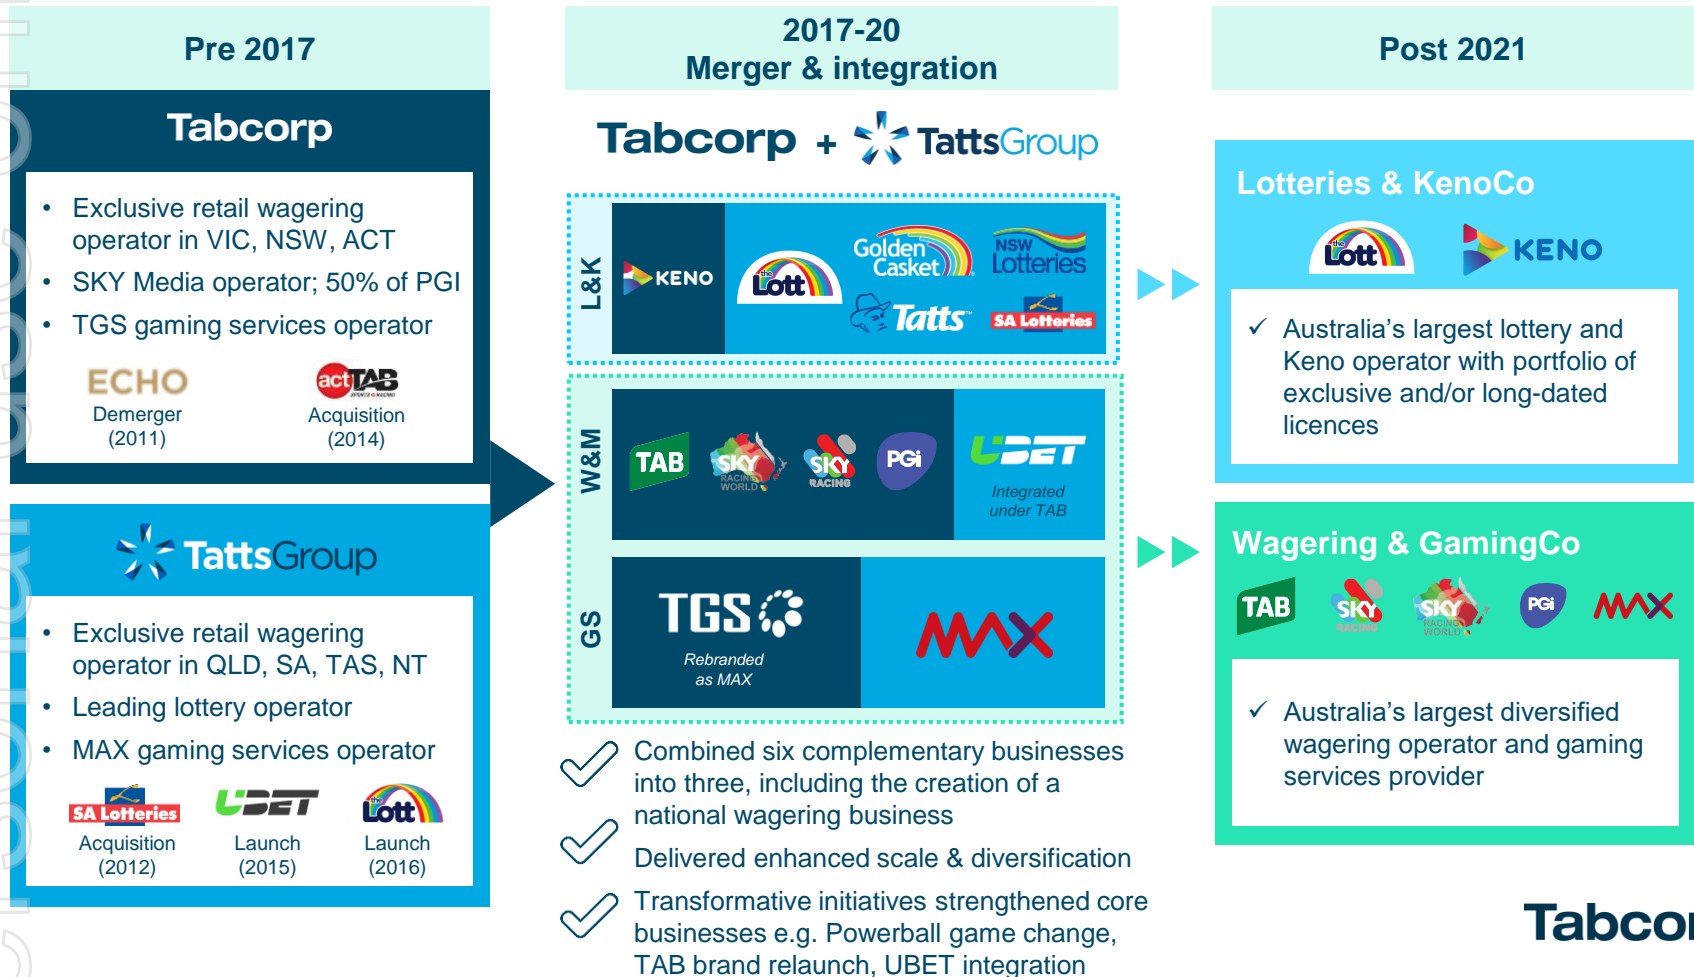 Pre 2017
Tabcorp
• Exclusive retail wagering
operator in VIC, NSW, ACT
• SKY Media operator; 50% of PGI
• TGS gaming services operator
ECHO
Demerger
(2011)
actTAB
Acquisition
(2014)
TattsGroup
• Exclusive retail wagering
operator in QLD, SA, TAS, NT
• Leading lottery operator
• MAX gaming services operator
SA Lotteries
Acquisition
(2012)
UBET
Launch
(2015)
the Lott
Launch
(2016)
2017-20
Merger & integration
Tabcorp + TattsGroup
L&K
KENO
the Lott
Golden
Casket
NSW
Lotteries
Tatts
SA Lotteries
W&M
TAB
SKY
RACING
WORLD
SKY
RACING
PGi
UBET
Integrated
under TAB
GS
TGS
Rebranded
as MAX
MAX
✓ Combined six complementary businesses
into three, including the creation of a
national wagering business
✓ Delivered enhanced scale & diversification
✓ Transformative initiatives strengthened core
businesses e.g. Powerball game change,
TAB brand relaunch, UBET integration
Post 2021
Lotteries & KenoCo
the Lott
KENO
✓ Australia's largest lottery and
Keno operator with portfolio of
exclusive and/or long-dated
licences
Wagering & GamingCo
TAB
SKY
RACING
SKY
RACING
WORLD
PGi
MAX
✓ Australia's largest diversified
wagering operator and gaming
services provider